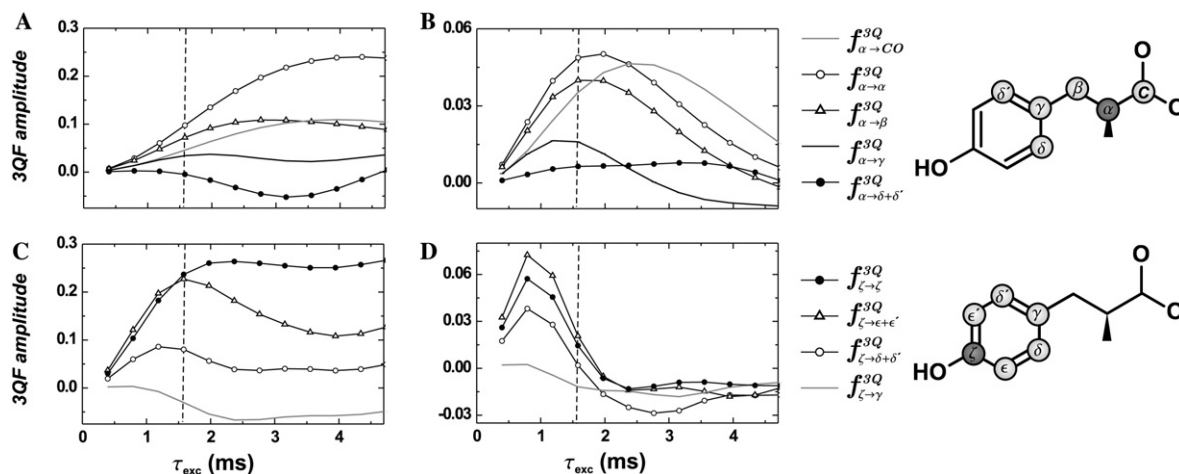 A
3QF amplitude
0.3
0.2
0.1
0.0
B
0.06
0.03
0.00
f^{3Q}_{α→CO}
f^{3Q}_{α→α}
f^{3Q}_{α→β}
f^{3Q}_{α→γ}
f^{3Q}_{α→δ+δ′}
O
δ′ β
γ α C O
δ
HO
C
3QF amplitude
0.3
0.2
0.1
0.0
0 1 2 3 4
τ_exc (ms)
D
0.06
0.03
0.00
-0.03
0 1 2 3 4
τ_exc (ms)
f^{3Q}_{ζ→ζ}
f^{3Q}_{ζ→ε+ε′}
f^{3Q}_{ζ→δ+δ′}
f^{3Q}_{ζ→γ}
O
δ′
ε′ γ O
ζ δ
HO ε